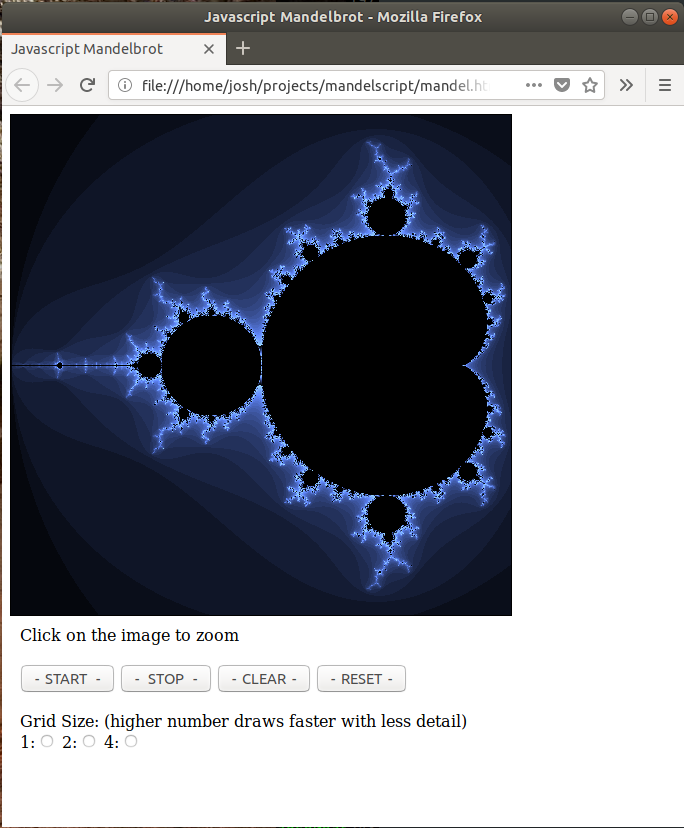 Javascript Mandelbrot - Mozilla Firefox
Javascript Mandelbrot
file:///home/josh/projects/mandelscript/mandel.ht
Click on the image to zoom
- START - - STOP - - CLEAR - - RESET -
Grid Size: (higher number draws faster with less detail)
1: 2: 4: